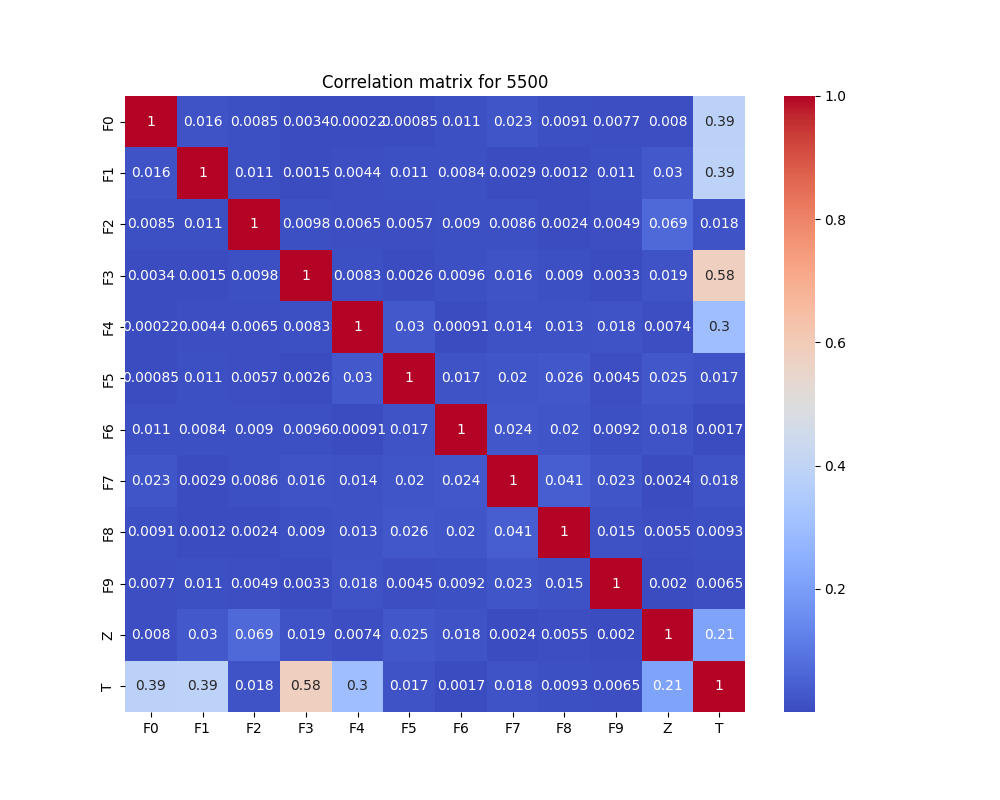 Correlation matrix for 5500
F0 1 0.016 0.0085 0.0034 0.00022 0.00085 0.011 0.023 0.0091 0.0077 0.008 0.39
F1 0.016 1 0.011 0.0015 0.0044 0.011 0.0084 0.0029 0.0012 0.011 0.03 0.39
F2 0.0085 0.011 1 0.0098 0.0065 0.0057 0.009 0.0086 0.0024 0.0049 0.069 0.018
F3 0.0034 0.0015 0.0098 1 0.0083 0.0026 0.0096 0.016 0.009 0.0033 0.019 0.58
F4 0.00022 0.0044 0.0065 0.0083 1 0.03 0.00091 0.014 0.013 0.018 0.0074 0.3
F5 0.00085 0.011 0.0057 0.0026 0.03 1 0.017 0.02 0.026 0.0045 0.025 0.017
F6 0.011 0.0084 0.009 0.0096 0.00091 0.017 1 0.024 0.02 0.0092 0.018 0.0017
F7 0.023 0.0029 0.0086 0.016 0.014 0.02 0.024 1 0.041 0.023 0.0024 0.018
F8 0.0091 0.0012 0.0024 0.009 0.013 0.026 0.02 0.041 1 0.015 0.0055 0.0093
F9 0.0077 0.011 0.0049 0.0033 0.018 0.0045 0.0092 0.023 0.015 1 0.002 0.0065
Z 0.008 0.03 0.069 0.019 0.0074 0.025 0.018 0.0024 0.0055 0.002 1 0.21
T 0.39 0.39 0.018 0.58 0.3 0.017 0.0017 0.018 0.0093 0.0065 0.21 1
F0 F1 F2 F3 F4 F5 F6 F7 F8 F9 Z T
1.0
0.8
0.6
0.4
0.2